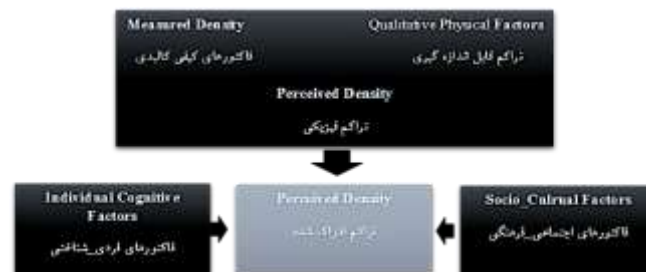 Measured Density
Qualitative Physical Factors
فاکتورهای کیفی کالبدی
تراکم قابل اندازه گیری
Perceived Density
تراکم فیزیکی
Individual Cognitive
Factors
فاکتورهای فردی_شناختی
Perceived Density
تراکم ادراک شده
Socio_Culrual Factors
فاکتورهای اجتماعی_فرهنگی